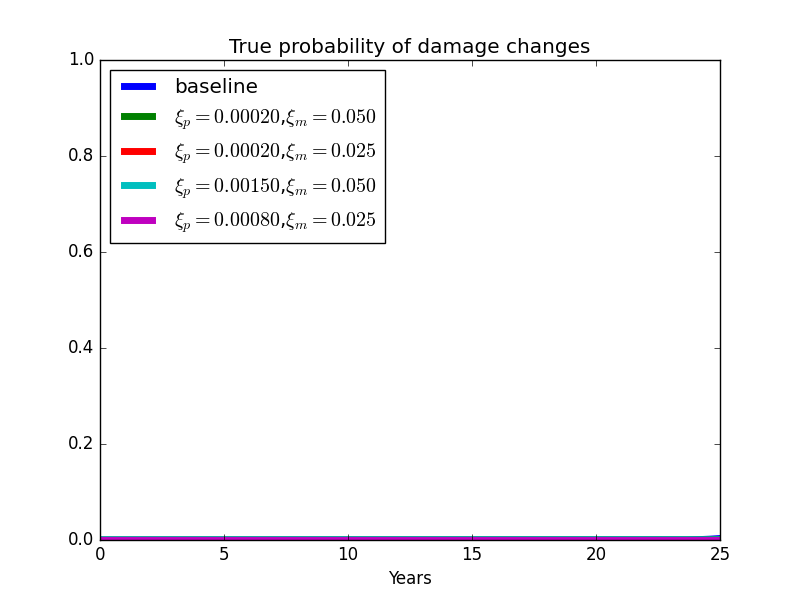 True probability of damage changes
1.0
0.8
0.6
0.4
0.2
0.0
baseline
ξₚ = 0.00020,ξₘ = 0.050
ξₚ = 0.00020,ξₘ = 0.025
ξₚ = 0.00150,ξₘ = 0.050
ξₚ = 0.00080,ξₘ = 0.025
0 5 10 15 20 25
Years